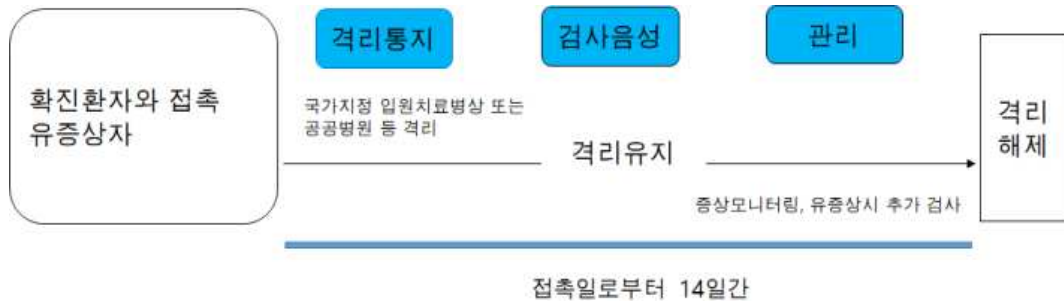 격리통지
검사음성
관리
확진환자와 접촉
유증상자
국가지정 입원치료병상 또는
공공병원 등 격리
격리유지
증상모니터링, 유증상시 추가 검사
격리
해제
접촉일로부터 14일간